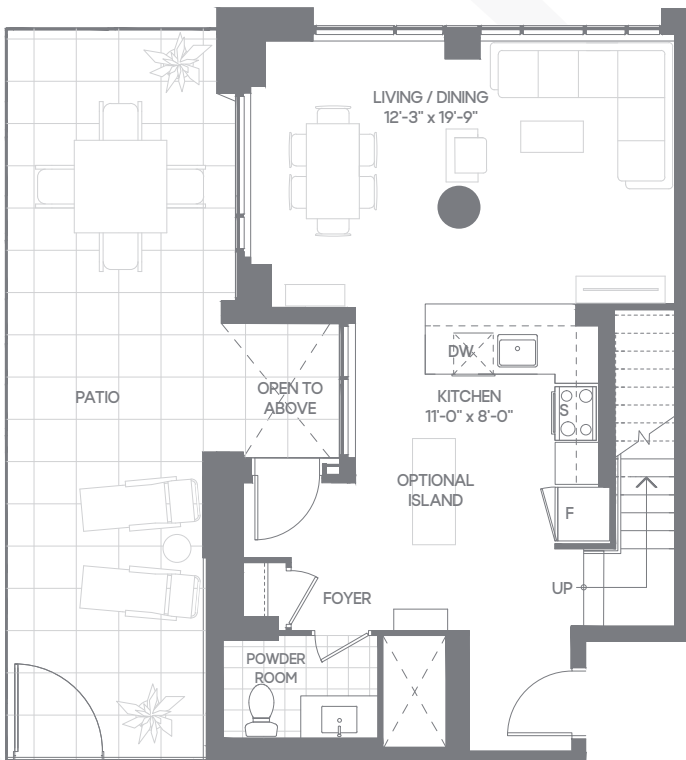 LIVING / DINING
12'-3" x 19'-9"
DW
PATIO
OPEN TO
ABOVE
KITCHEN
11'-0" x 8'-0"
S
OPTIONAL
ISLAND
F
UP
FOYER
POWDER
ROOM